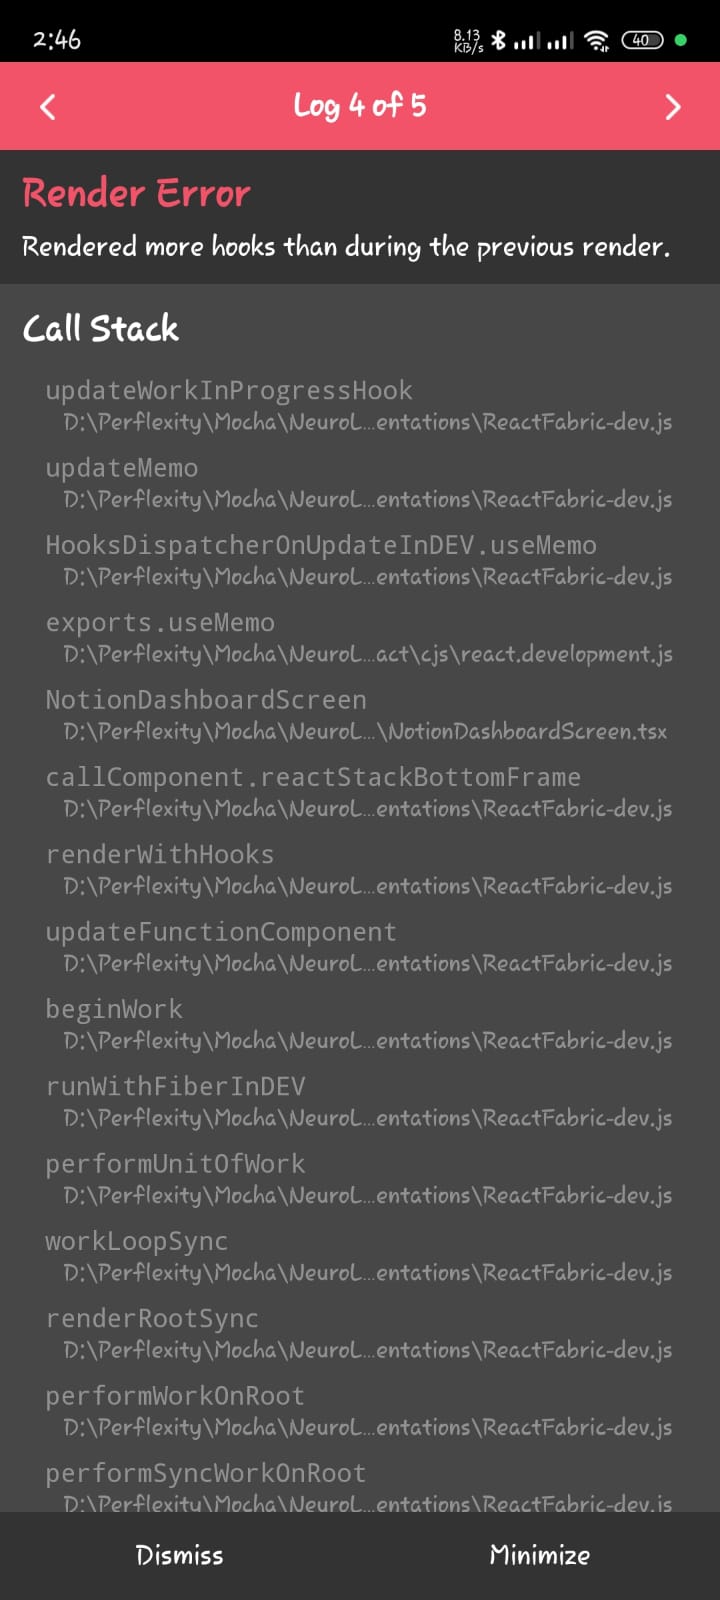 2:46
8.13
KB/s
40
Log 4 of 5
Render Error
Rendered more hooks than during the previous render.
Call Stack
updateWorkInProgressHook
D:\Perflexity\Mocha\NeuroL...entations\ReactFabric-dev.js
updateMemo
D:\Perflexity\Mocha\NeuroL...entations\ReactFabric-dev.js
HooksDispatcherOnUpdateInDEV.useMemo
D:\Perflexity\Mocha\NeuroL...entations\ReactFabric-dev.js
exports.useMemo
D:\Perflexity\Mocha\NeuroL...act\cjs\react.development.js
NotionDashboardScreen
D:\Perflexity\Mocha\NeuroL...\NotionDashboardScreen.tsx
callComponent.reactStackBottomFrame
D:\Perflexity\Mocha\NeuroL...entations\ReactFabric-dev.js
renderWithHooks
D:\Perflexity\Mocha\NeuroL...entations\ReactFabric-dev.js
updateFunctionComponent
D:\Perflexity\Mocha\NeuroL...entations\ReactFabric-dev.js
beginWork
D:\Perflexity\Mocha\NeuroL...entations\ReactFabric-dev.js
runWithFiberInDEV
D:\Perflexity\Mocha\NeuroL...entations\ReactFabric-dev.js
performUnitOfWork
D:\Perflexity\Mocha\NeuroL...entations\ReactFabric-dev.js
workLoopSync
D:\Perflexity\Mocha\NeuroL...entations\ReactFabric-dev.js
renderRootSync
D:\Perflexity\Mocha\NeuroL...entations\ReactFabric-dev.js
performWorkOnRoot
D:\Perflexity\Mocha\NeuroL...entations\ReactFabric-dev.js
performSyncWorkOnRoot
D:\Perflexity\Mocha\NeuroL...entations\ReactFabric-dev.js
Dismiss
Minimize